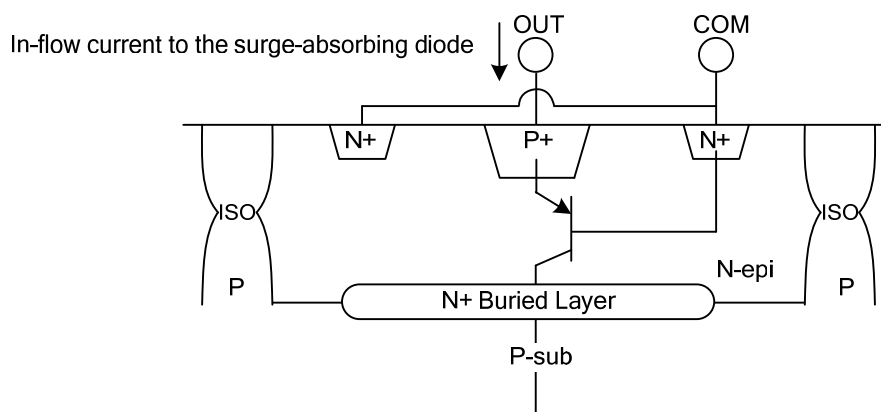 OUT
COM
In-flow current to the surge-absorbing diode
N+
P+
N+
ISO
ISO
N-epi
P
P
N+ Buried Layer
P-sub